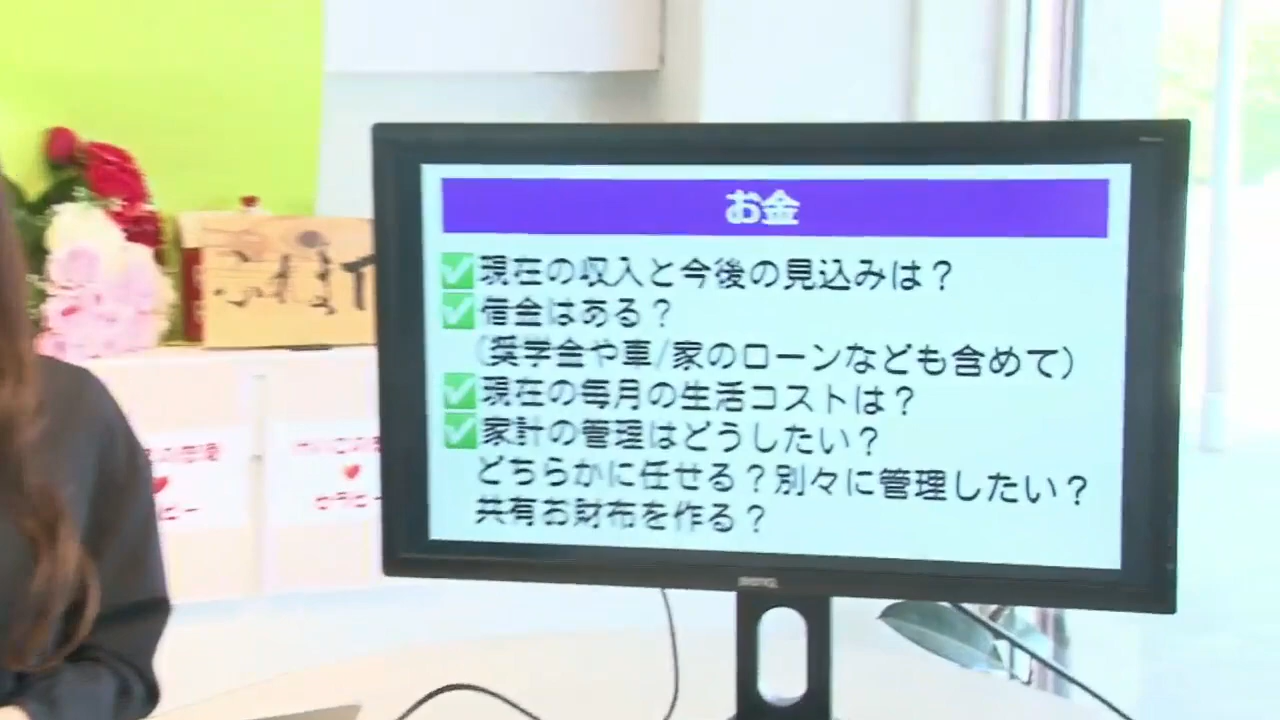 お金
✅現在の収入と今後の見込みは？
✅借金はある？
（奨学金や車/家のローンなども含めて）
✅現在の毎月の生活コストは？
✅家計の管理はどうしたい？
どちらかに任せる？別々に管理したい？
共有お財布を作る？
BenQ